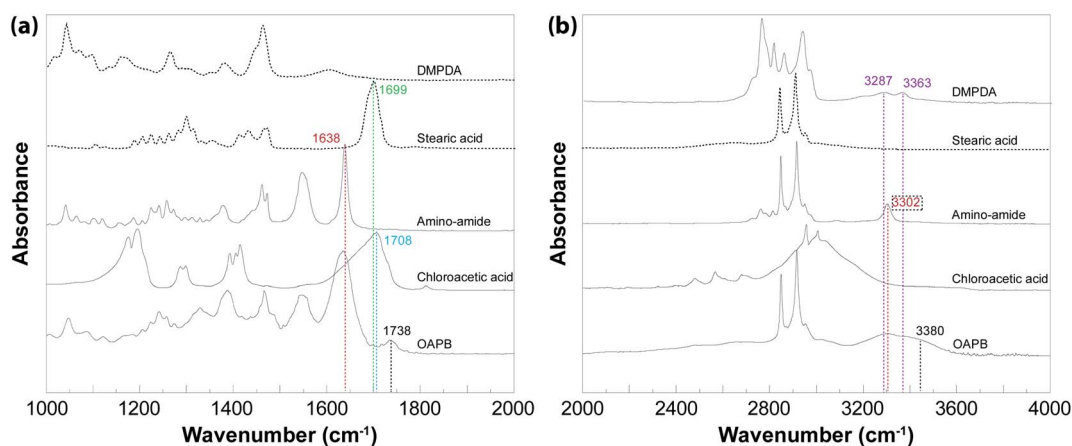 (a)
DMPDA
1699
Stearic acid
1638
Amino-amide
1708
Chloroacetic acid
1738
OAPB
Absorbance
1000 1200 1400 1600 1800 2000
Wavenumber (cm-1)
(b)
3287 3363
DMPDA
Stearic acid
3302
Amino-amide
Chloroacetic acid
3380
OAPB
Absorbance
2000 2400 2800 3200 3600 4000
Wavenumber (cm-1)